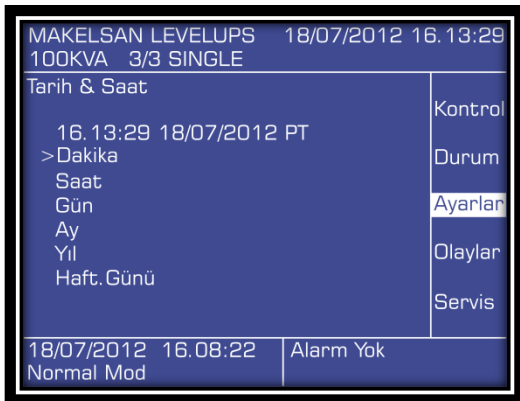 MAKELSAN LEVELUPS 18/07/2012 16.13:29
100KVA 3/3 SINGLE
Tarih & Saat
16.13:29 18/07/2012 PT
>Dakika
Saat
Gün
Ay
Yıl
Haft.Günü
Kontrol
Durum
Ayarlar
Olaylar
Servis
18/07/2012 16.08:22
Normal Mod
Alarm Yok